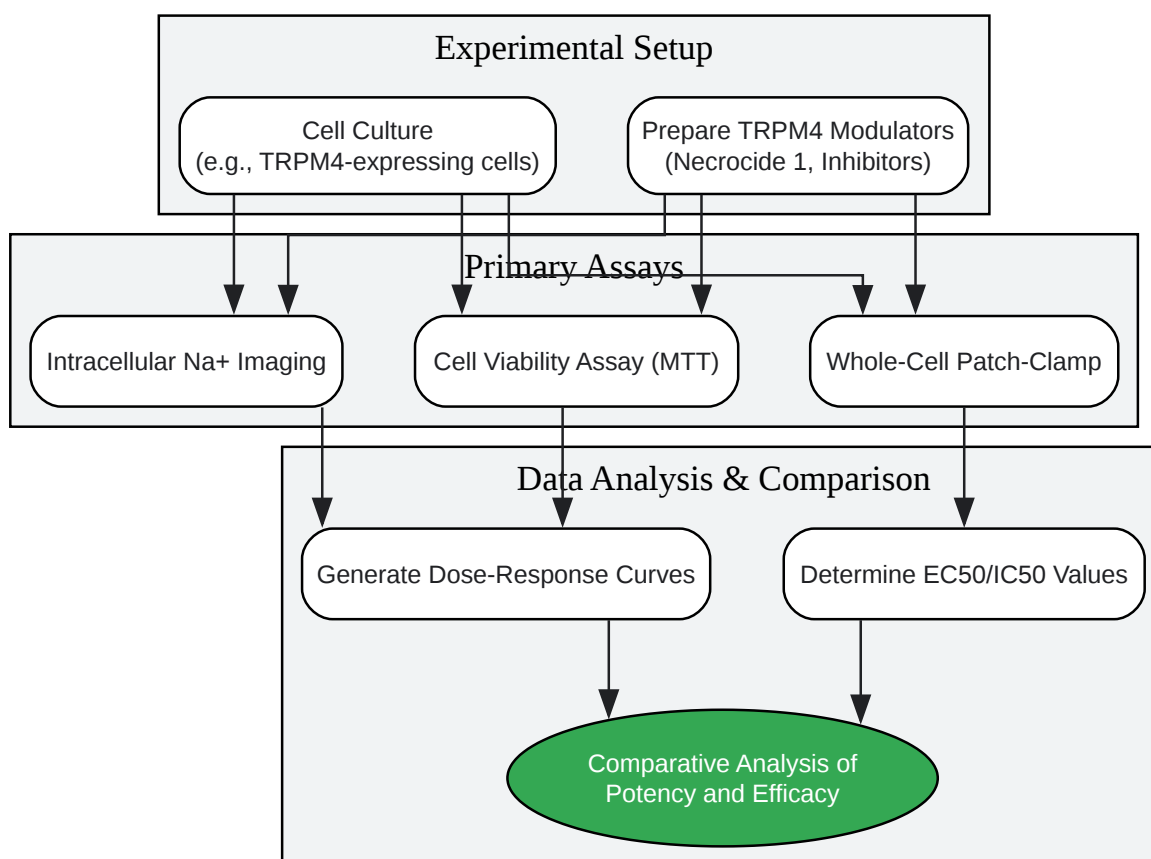 Experimental Setup
Cell Culture
(e.g., TRPM4-expressing cells)
Prepare TRPM4 Modulators
(Necrocide 1, Inhibitors)
Primary Assays
Intracellular Na+ Imaging
Cell Viability Assay (MTT)
Whole-Cell Patch-Clamp
Data Analysis & Comparison
Generate Dose-Response Curves
Determine EC50/IC50 Values
Comparative Analysis of
Potency and Efficacy